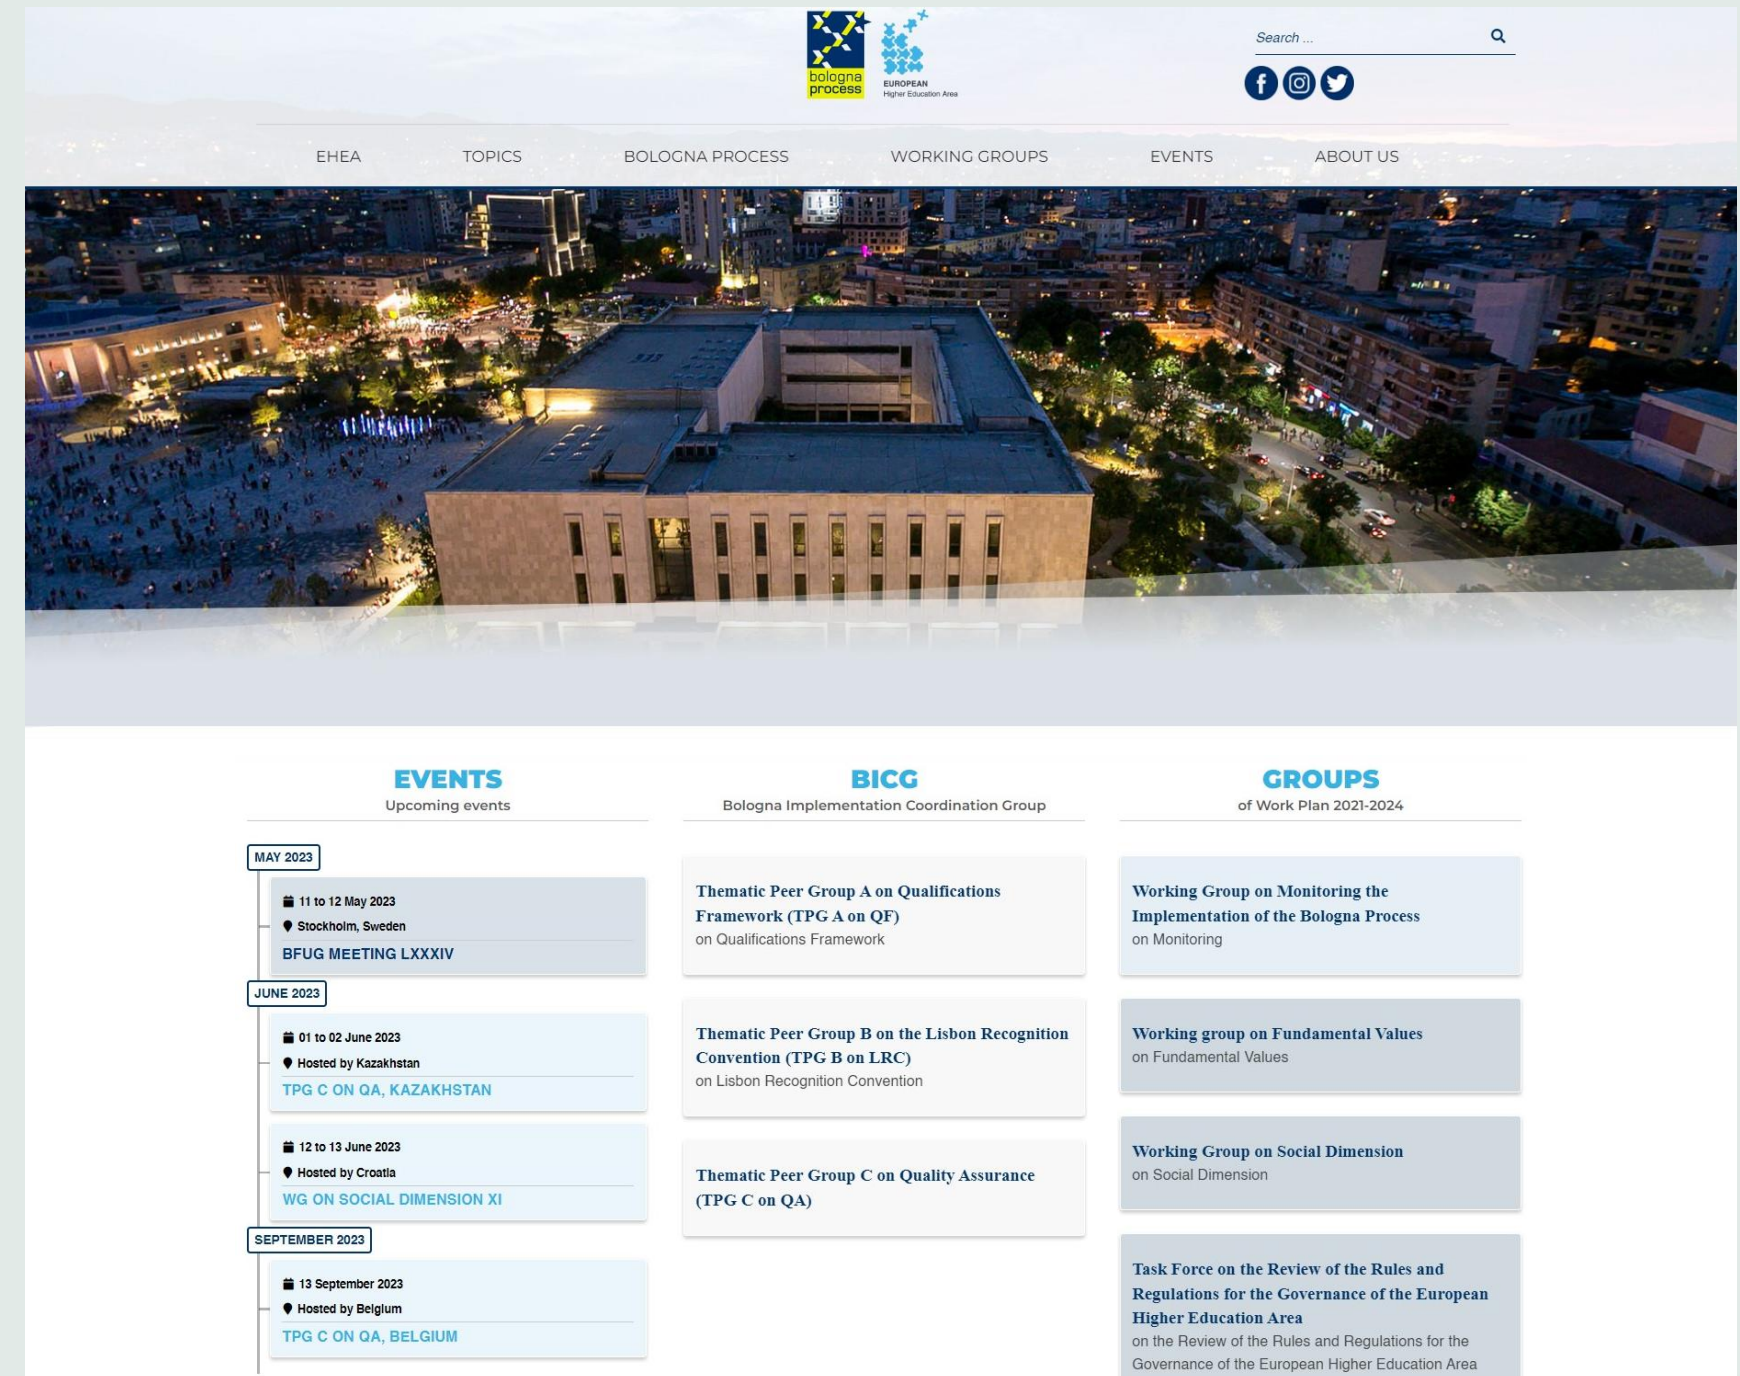 bologna
process
EUROPEAN
Higher Education Area
Search ...
EHEA
TOPICS
BOLOGNA PROCESS
WORKING GROUPS
EVENTS
ABOUT US
EVENTS
Upcoming events
MAY 2023
11 to 12 May 2023
Stockholm, Sweden
BFUG MEETING LXXXIV
JUNE 2023
01 to 02 June 2023
Hosted by Kazakhstan
TPG C ON QA, KAZAKHSTAN
12 to 13 June 2023
Hosted by Croatia
WG ON SOCIAL DIMENSION XI
SEPTEMBER 2023
13 September 2023
Hosted by Belgium
TPG C ON QA, BELGIUM
BICG
Bologna Implementation Coordination Group
Thematic Peer Group A on Qualifications
Framework (TPG A on QF)
on Qualifications Framework
Thematic Peer Group B on the Lisbon Recognition
Convention (TPG B on LRC)
on Lisbon Recognition Convention
Thematic Peer Group C on Quality Assurance
(TPG C on QA)
GROUPS
of Work Plan 2021-2024
Working Group on Monitoring the
Implementation of the Bologna Process
on Monitoring
Working group on Fundamental Values
on Fundamental Values
Working Group on Social Dimension
on Social Dimension
Task Force on the Review of the Rules and
Regulations for the Governance of the European
Higher Education Area
on the Review of the Rules and Regulations for the
Governance of the European Higher Education Area